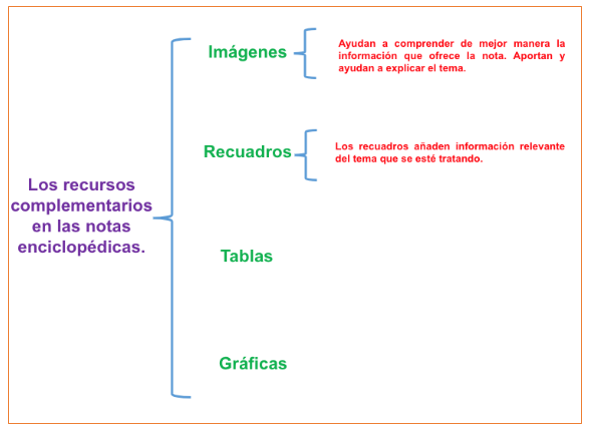 Los recursos
complementarios
en las notas
enciclopédicas.
Imágenes
Ayudan a comprender de mejor manera la
información que ofrece la nota. Aportan y
ayudan a explicar el tema.
Recuadros
Los recuadros añaden información relevante
del tema que se esté tratando.
Tablas
Gráficas